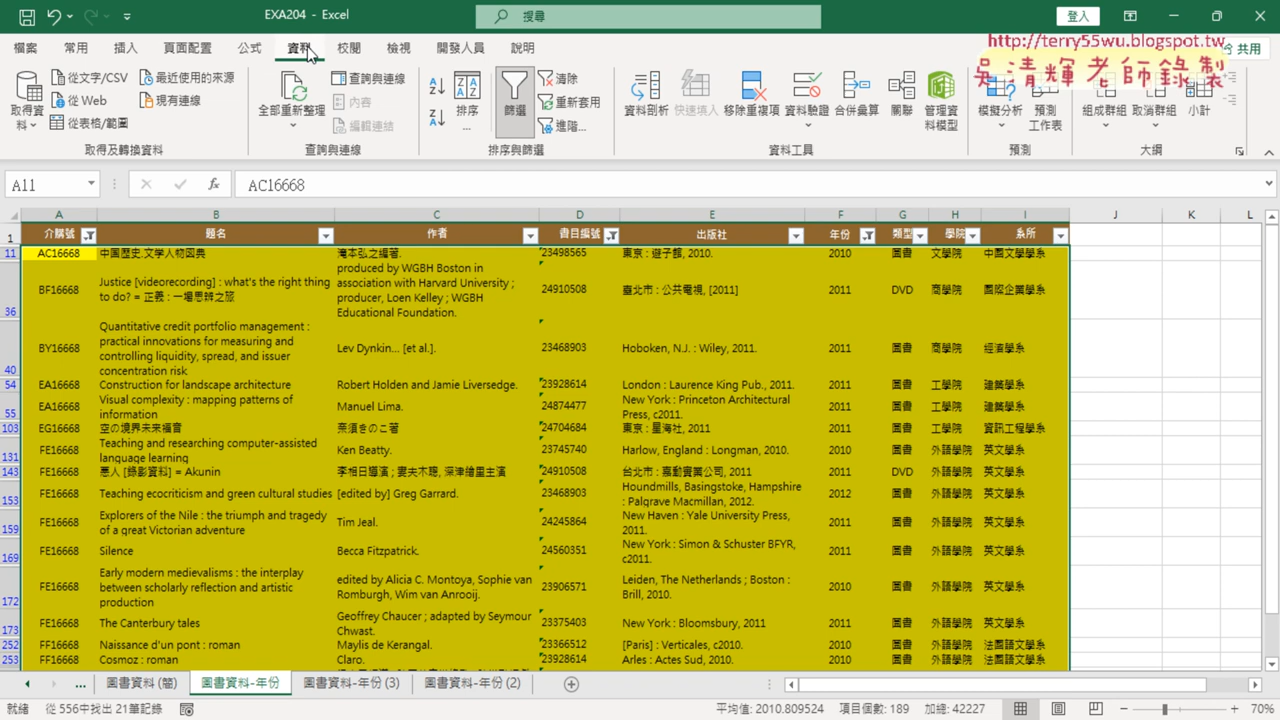 EXA204 - Excel
搜尋
登入
檔案 常用 插入 頁面配置 公式 資料 校閱 檢視 開發人員 說明
http://terry55wu.blogspot.tw
共用
吳清輝老師錄製
取得資料
從文字/CSV
從 Web
從表格/範圍
最近使用的來源
現有連線
取得及轉換資料
全部重新整理
查詢與連線
內容
編輯連結
查詢與連線
排序...
篩選
清除
重新套用
進階...
排序與篩選
資料剖析 快速填入 移除重複項 資料驗證 合併彙算 關聯 管理資料模型
資料工具
模擬分析 預測工作表
預測
組成群組 取消群組 小計
大綱
A11
fx
AC16668
A B C D E F G H I J K L
1 介購號 題名 作者 書目編號 出版社 年份 類型 學院 系所
11 AC16668 中国歴史.文学人物図典 滝本弘之編著. 23498565 東京 : 遊子館, 2010. 2010 圖書 文學院 中國文學學系
36 BF16668 Justice [videorecording] : what's the right thing to do? = 正義 : 一場思辨之旅 produced by WGBH Boston in association with Harvard University ; producer, Loen Kelley ; WGBH Educational Foundation. 24910508 臺北市 : 公共電視, [2011] 2011 DVD 商學院 國際企業學系
40 BY16668 Quantitative credit portfolio management : practical innovations for measuring and controlling liquidity, spread, and issuer concentration risk Lev Dynkin... [et al.]. 23468903 Hoboken, N.J. : Wiley, 2011. 2011 圖書 商學院 經濟學系
54 EA16668 Construction for landscape architecture Robert Holden and Jamie Liversedge. 23928614 London : Laurence King Pub., 2011. 2011 圖書 工學院 建築學系
55 EA16668 Visual complexity : mapping patterns of information Manuel Lima. 24874477 New York : Princeton Architectural Press, c2011. 2011 圖書 工學院 建築學系
103 EG16668 空の境界未來福音 奈須きのこ著 24704684 東京 : 星海社, 2011 2011 圖書 工學院 資訊工程學系
131 FE16668 Teaching and researching computer-assisted language learning Ken Beatty. 23745740 Harlow, England : Longman, 2010. 2010 圖書 外語學院 英文學系
143 FE16668 悪人 [錄影資料] = Akunin 李相日導演 ; 妻夫木聰, 深津繪里主演 24910508 台北市 : 嘉勳實業公司, 2011 2011 DVD 外語學院 英文學系
153 FE16668 Teaching ecocriticism and green cultural studies [edited by] Greg Garrard. 23468903 Houndmills, Basingstoke, Hampshire : Palgrave Macmillan, 2012. 2012 圖書 外語學院 英文學系
159 FE16668 Explorers of the Nile : the triumph and tragedy of a great Victorian adventure Tim Jeal. 24245864 New Haven : Yale University Press, 2011. 2011 圖書 外語學院 英文學系
169 FE16668 Silence Becca Fitzpatrick. 24560351 New York : Simon & Schuster BFYR, c2011. 2011 圖書 外語學院 英文學系
172 FE16668 Early modern medievalisms : the interplay between scholarly reflection and artistic production edited by Alicia C. Montoya, Sophie van Romburgh, Wim van Anrooij. 23906571 Leiden, The Netherlands ; Boston : Brill, 2010. 2010 圖書 外語學院 英文學系
173 FE16668 The Canterbury tales Geoffrey Chaucer ; adapted by Seymour Chwast. 23375403 New York : Bloomsbury, 2011 2011 圖書 外語學院 英文學系
252 FF16668 Naissance d'un pont : roman Maylis de Kerangal. 23366512 [Paris] : Verticales, c2010. 2010 圖書 外語學院 法國語文學系
253 FF16668 Cosmoz : roman Claro. 23928614 Arles : Actes Sud, 2010. 2010 圖書 外語學院 法國語文學系
... 圖書資料 (簡) 圖書資料-年份 圖書資料-年份 (3) 圖書資料-年份 (2)
就緒 從 556中找出 21筆記錄 平均值: 2010.809524 項目個數: 189 加總: 42227 70%